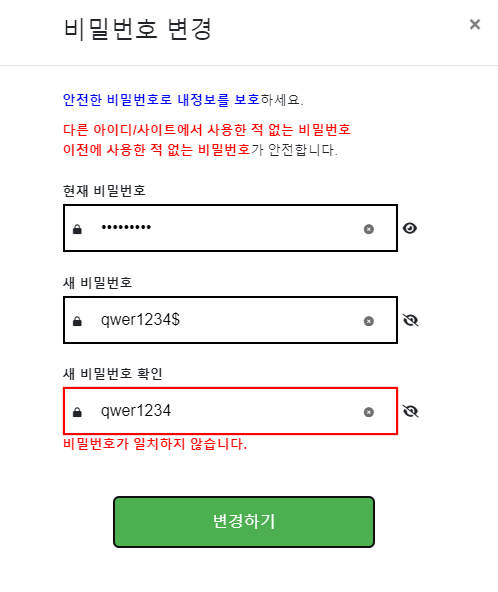 비밀번호 변경
×
안전한 비밀번호로 내정보를 보호하세요.
다른 아이디/사이트에서 사용한 적 없는 비밀번호
이전에 사용한 적 없는 비밀번호가 안전합니다.
현재 비밀번호
•••••••••
새 비밀번호
qwer1234$
새 비밀번호 확인
qwer1234
비밀번호가 일치하지 않습니다.
변경하기